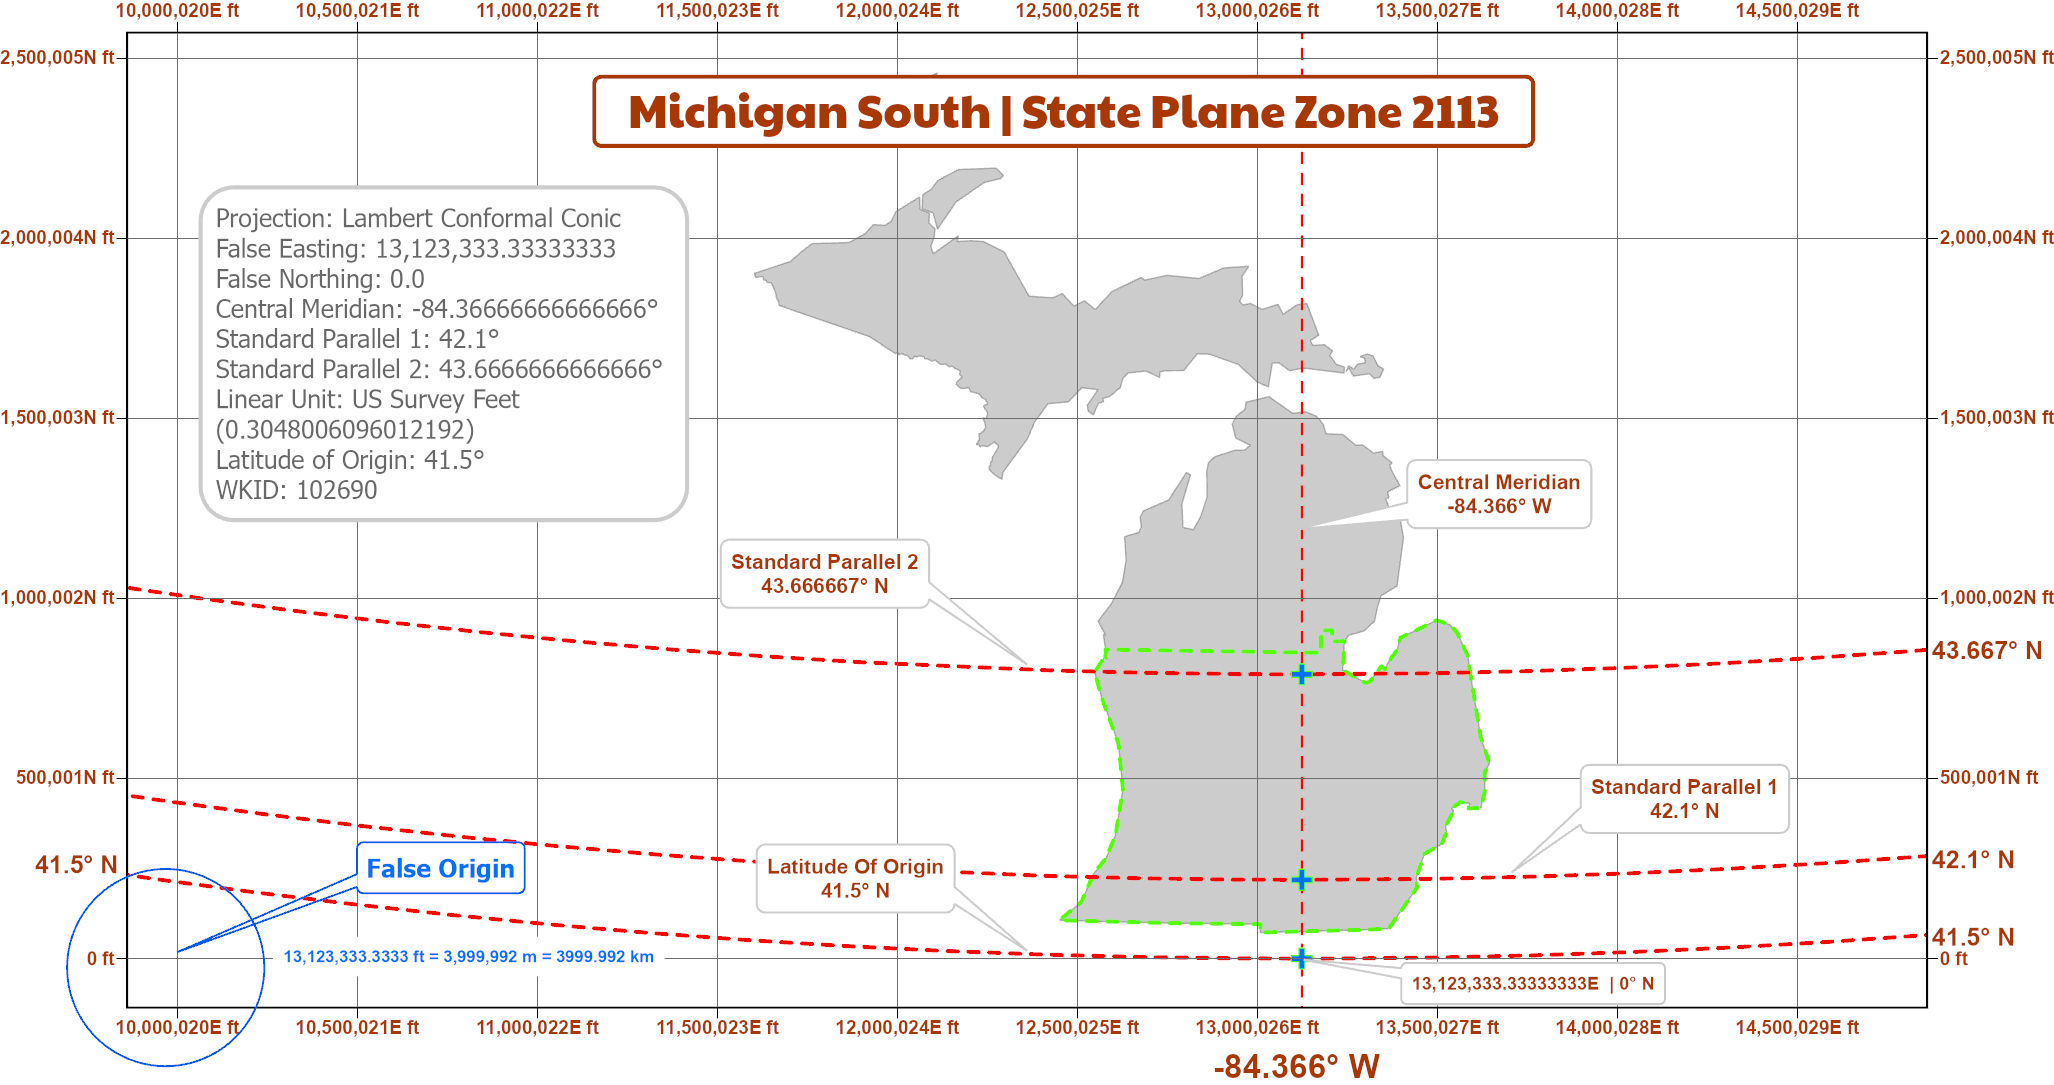 10,000,020E ft 10,500,021E ft 11,000,022E ft 11,500,023E ft 12,000,024E ft 12,500,025E ft 13,000,026E ft 13,500,027E ft 14,000,028E ft 14,500,029E ft
2,500,005N ft 2,500,005N ft
Michigan South | State Plane Zone 2113
Projection: Lambert Conformal Conic
False Easting: 13,123,333.33333333
False Northing: 0.0
Central Meridian: -84.36666666666666°
Standard Parallel 1: 42.1°
Standard Parallel 2: 43.6666666666666°
Linear Unit: US Survey Feet
(0.3048006096012192)
Latitude of Origin: 41.5°
WKID: 102690
2,000,004N ft 2,000,004N ft
1,500,003N ft 1,500,003N ft
Central Meridian
-84.366° W
Standard Parallel 2
43.666667° N
1,000,002N ft 1,000,002N ft
43.667° N
500,001N ft 500,001N ft
Standard Parallel 1
42.1° N
41.5° N
False Origin
Latitude Of Origin
41.5° N
42.1° N
41.5° N
0 ft 13,123,333.3333 ft = 3,999,992 m = 3999.992 km 0 ft
13,123,333.33333333E | 0° N
10,000,020E ft 10,500,021E ft 11,000,022E ft 11,500,023E ft 12,000,024E ft 12,500,025E ft 13,000,026E ft 13,500,027E ft 14,000,028E ft 14,500,029E ft
-84.366° W